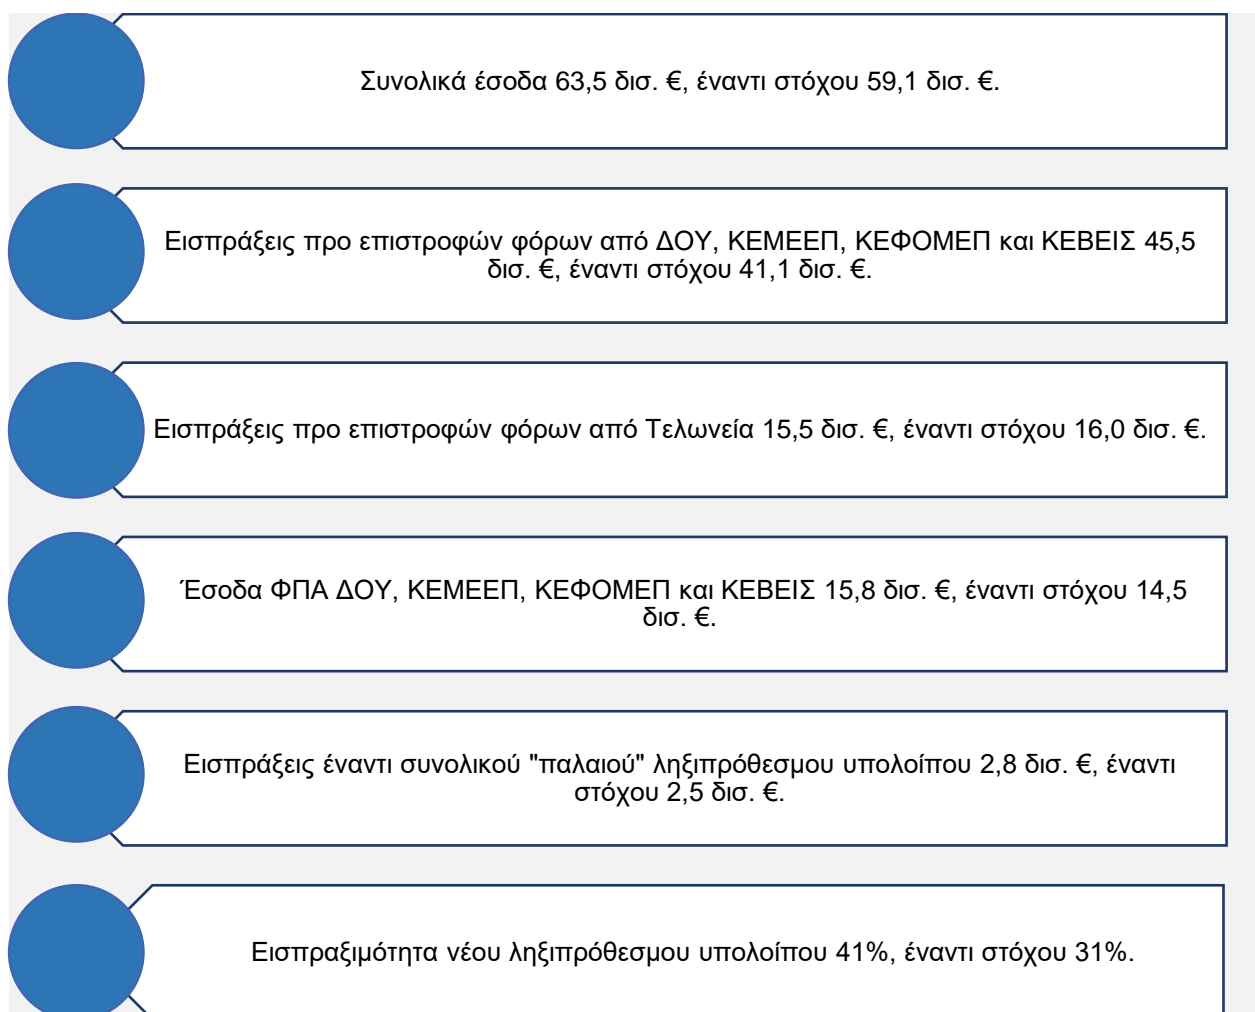 Συνολικά έσοδα 63,5 δισ. €, έναντι στόχου 59,1 δισ. €.
Εισπράξεις προ επιστροφών φόρων από ΔΟΥ, ΚΕΜΕΕΠ, ΚΕΦΟΜΕΠ και ΚΕΒΕΙΣ 45,5
δισ. €, έναντι στόχου 41,1 δισ. €.
Εισπράξεις προ επιστροφών φόρων από Τελωνεία 15,5 δισ. €, έναντι στόχου 16,0 δισ. €.
Έσοδα ΦΠΑ ΔΟΥ, ΚΕΜΕΕΠ, ΚΕΦΟΜΕΠ και ΚΕΒΕΙΣ 15,8 δισ. €, έναντι στόχου 14,5
δισ. €.
Εισπράξεις έναντι συνολικού "παλαιού" ληξιπρόθεσμου υπολοίπου 2,8 δισ. €, έναντι
στόχου 2,5 δισ. €.
Εισπραξιμότητα νέου ληξιπρόθεσμου υπολοίπου 41%, έναντι στόχου 31%.